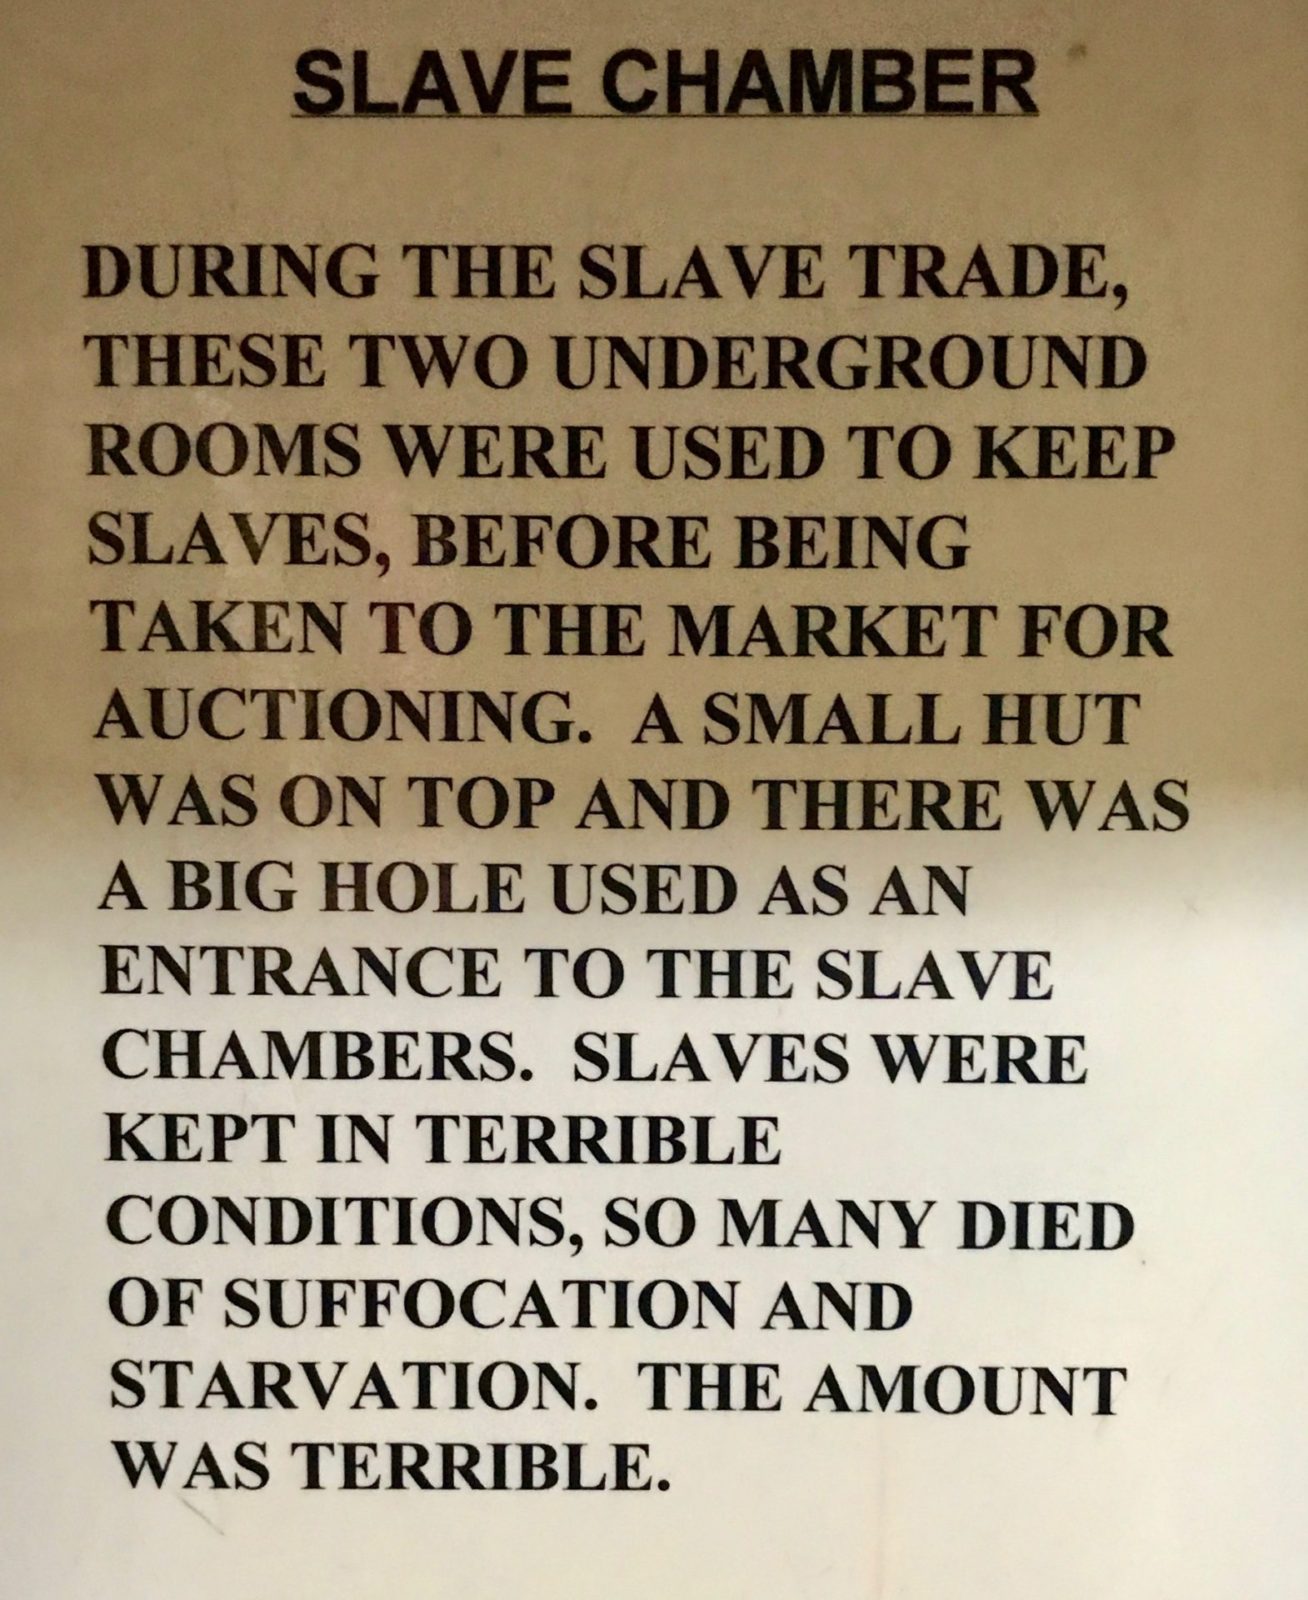 SLAVE CHAMBER
DURING THE SLAVE TRADE,
THESE TWO UNDERGROUND
ROOMS WERE USED TO KEEP
SLAVES, BEFORE BEING
TAKEN TO THE MARKET FOR
AUCTIONING.  A SMALL HUT
WAS ON TOP AND THERE WAS
A BIG HOLE USED AS AN
ENTRANCE TO THE SLAVE
CHAMBERS.  SLAVES WERE
KEPT IN TERRIBLE
CONDITIONS, SO MANY DIED
OF SUFFOCATION AND
STARVATION.  THE AMOUNT
WAS TERRIBLE.